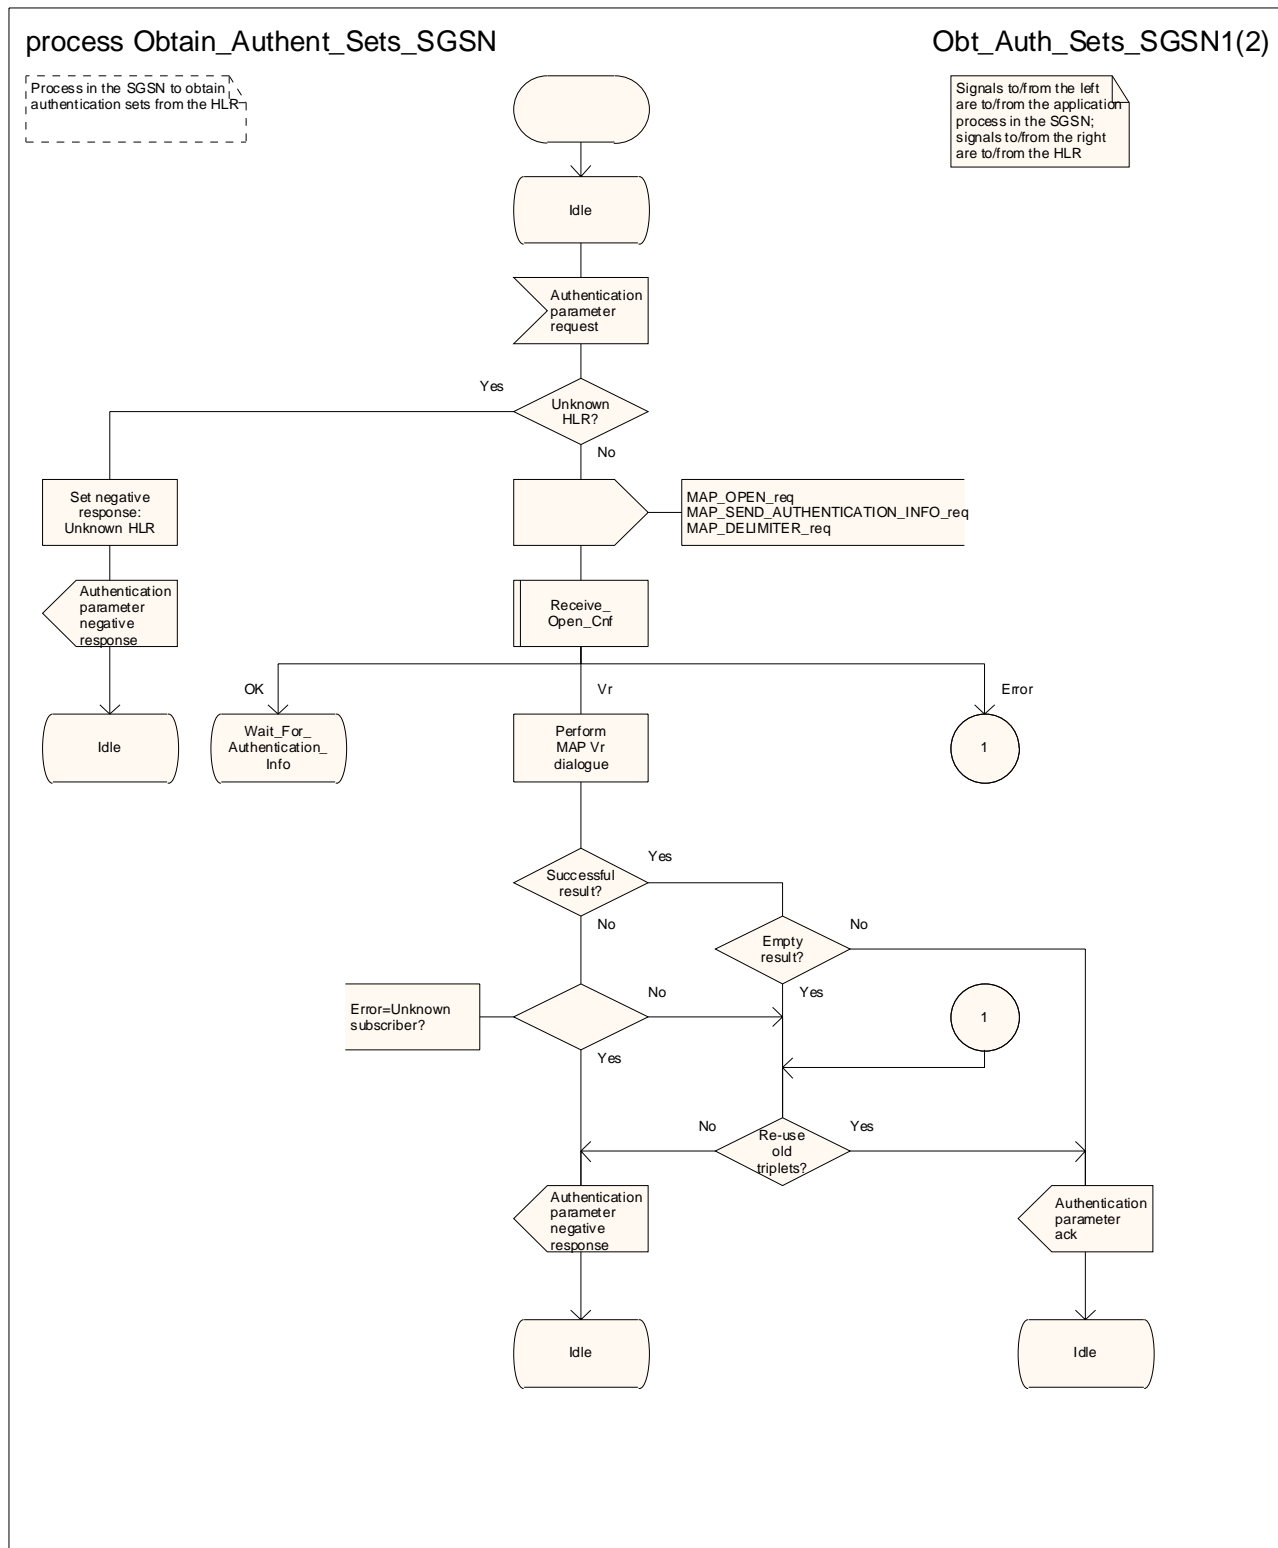 process Obtain_Authent_Sets_SGSN
Obt_Auth_Sets_SGSN1(2)
Process in the SGSN to obtain
authentication sets from the HLR
Signals to/from the left
are to/from the application
process in the SGSN;
signals to/from the right
are to/from the HLR
Idle
Authentication
parameter
request
Yes
Unknown
HLR?
No
Set negative
response:
Unknown HLR
MAP_OPEN_req
MAP_SEND_AUTHENTICATION_INFO_req
MAP_DELIMITER_req
Authentication
parameter
negative
response
Receive_
Open_Cnf
OK
Vr
Error
Idle
Wait_For_
Authentication_
Info
Perform
MAP Vr
dialogue
1
Successful
result?
Yes
No
Empty
result?
No
Yes
Error=Unknown
subscriber?
No
Yes
1
No
Re-use
old
triplets?
Yes
Authentication
parameter
negative
response
Authentication
parameter
ack
Idle
Idle